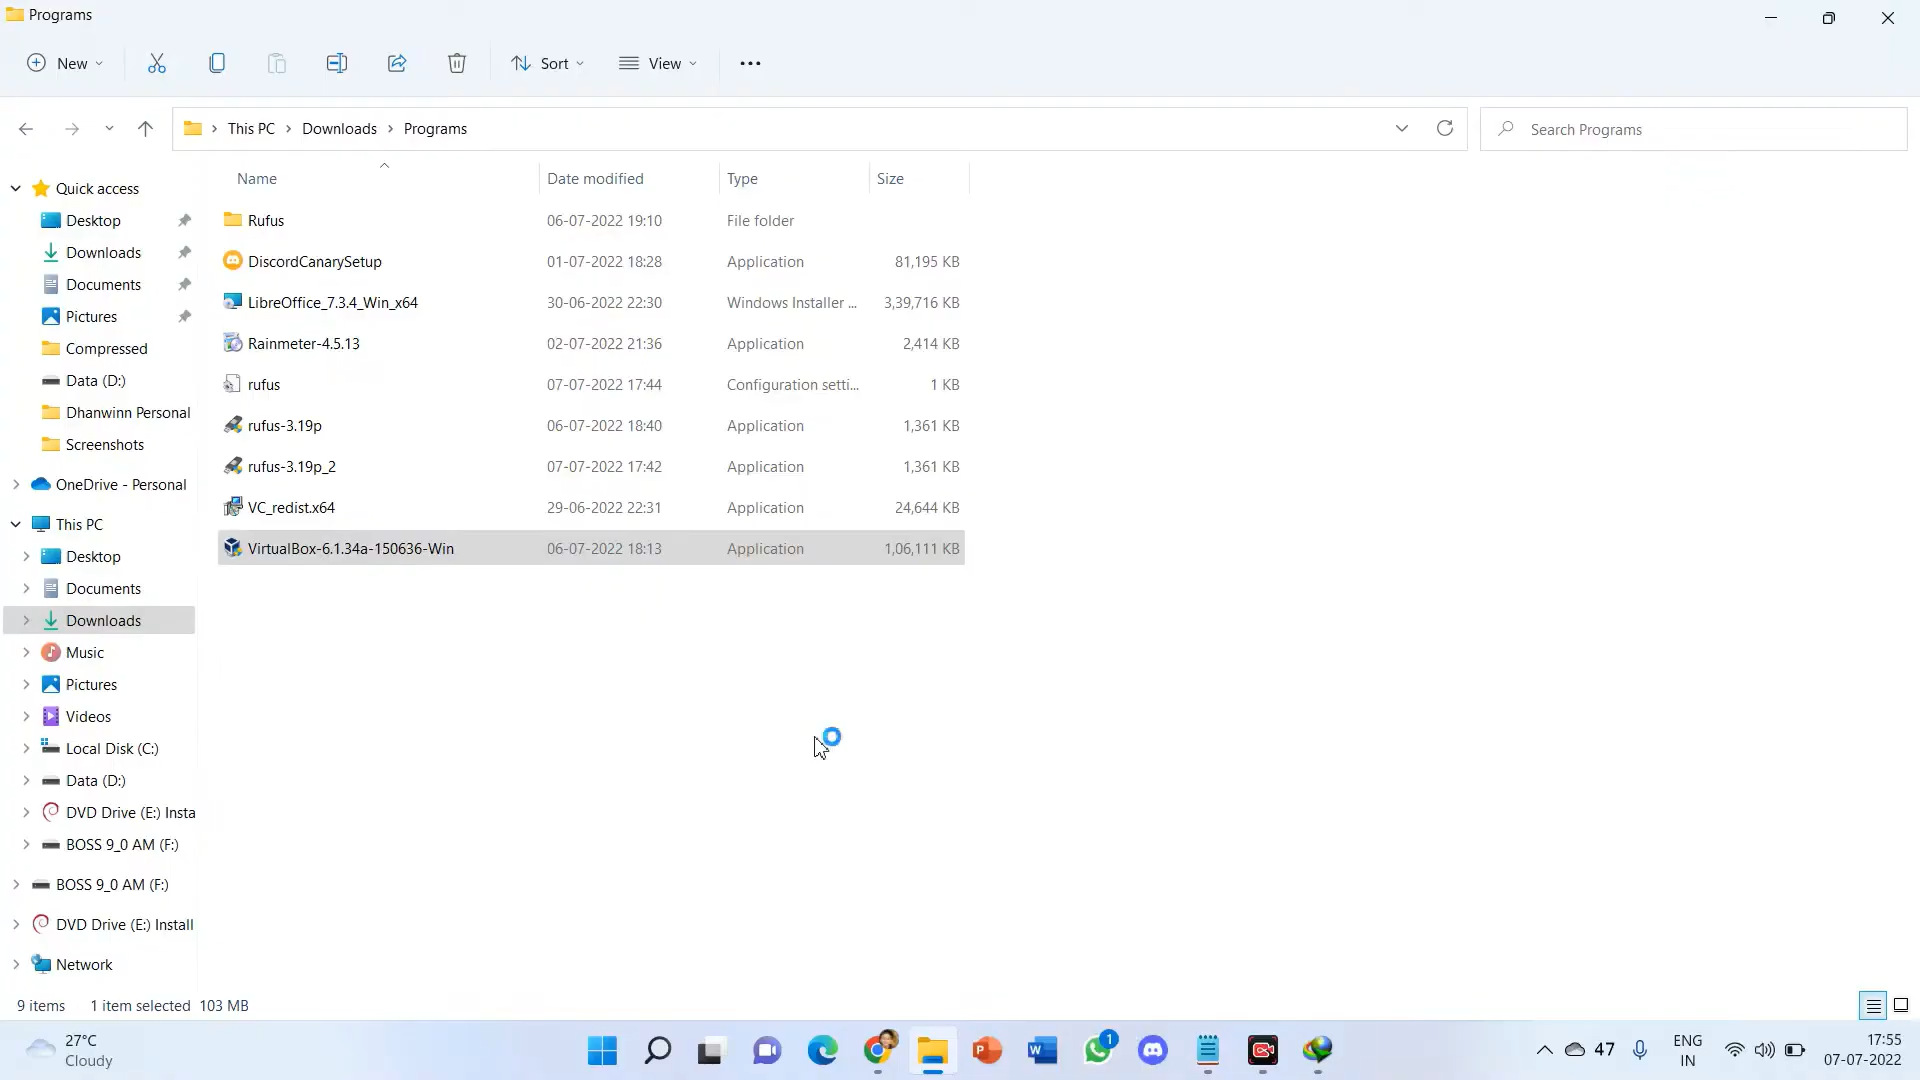 Programs
New
Sort
View
This PC
Downloads
Programs
Search Programs
Name
Date modified
Type
Size
Rufus
06-07-2022 19:10
File folder
DiscordCanarySetup
01-07-2022 18:28
Application
81,195 KB
LibreOffice_7.3.4_Win_x64
30-06-2022 22:30
Windows Installer ...
3,39,716 KB
Rainmeter-4.5.13
02-07-2022 21:36
Application
2,414 KB
rufus
07-07-2022 17:44
Configuration setti...
1 KB
rufus-3.19p
06-07-2022 18:40
Application
1,361 KB
rufus-3.19p_2
07-07-2022 17:42
Application
1,361 KB
VC_redist.x64
29-06-2022 22:31
Application
24,644 KB
VirtualBox-6.1.34a-150636-Win
06-07-2022 18:13
Application
1,06,111 KB
Quick access
Desktop
Downloads
Documents
Pictures
Compressed
Data (D:)
Dhanwinn Personal
Screenshots
OneDrive - Personal
This PC
Desktop
Documents
Downloads
Music
Pictures
Videos
Local Disk (C:)
Data (D:)
DVD Drive (E:) Insta
BOSS 9_0 AM (F:)
BOSS 9_0 AM (F:)
DVD Drive (E:) Install
Network
9 items
1 item selected 103 MB
27°C
Cloudy
1
47
ENG
IN
17:55
07-07-2022